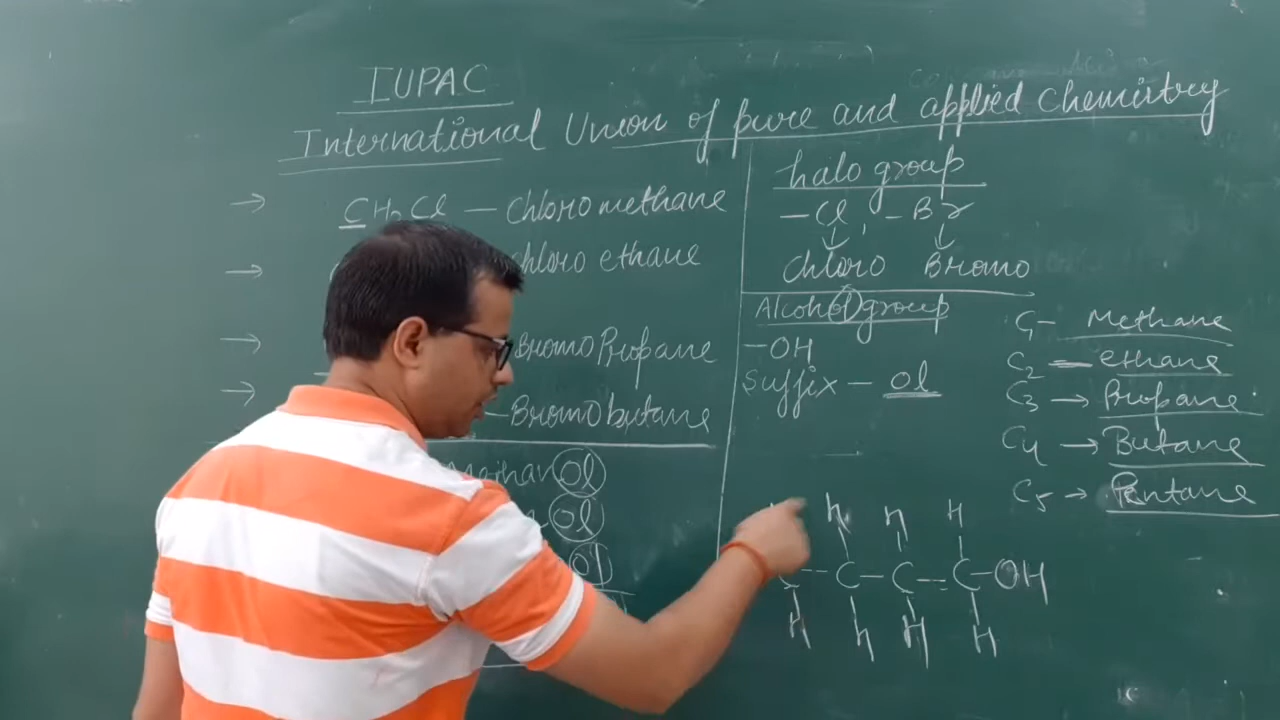 IUPAC
International Union of pure and applied Chemistry
→ CH3Cl — Chloromethane
→ chloro ethane
→ Bromo Propane
→ — Bromobutane
ol
ol
ol
halo group
—Cl, —Br
↓ ↓
Chloro Bromo
Alcohol group
—OH
Suffix — ol
C1— Methane
C2 — ethane
C3 → Propane
C4 → Butane
C5 → Pentane
H H H
C — C — C — C — OH
H H H H